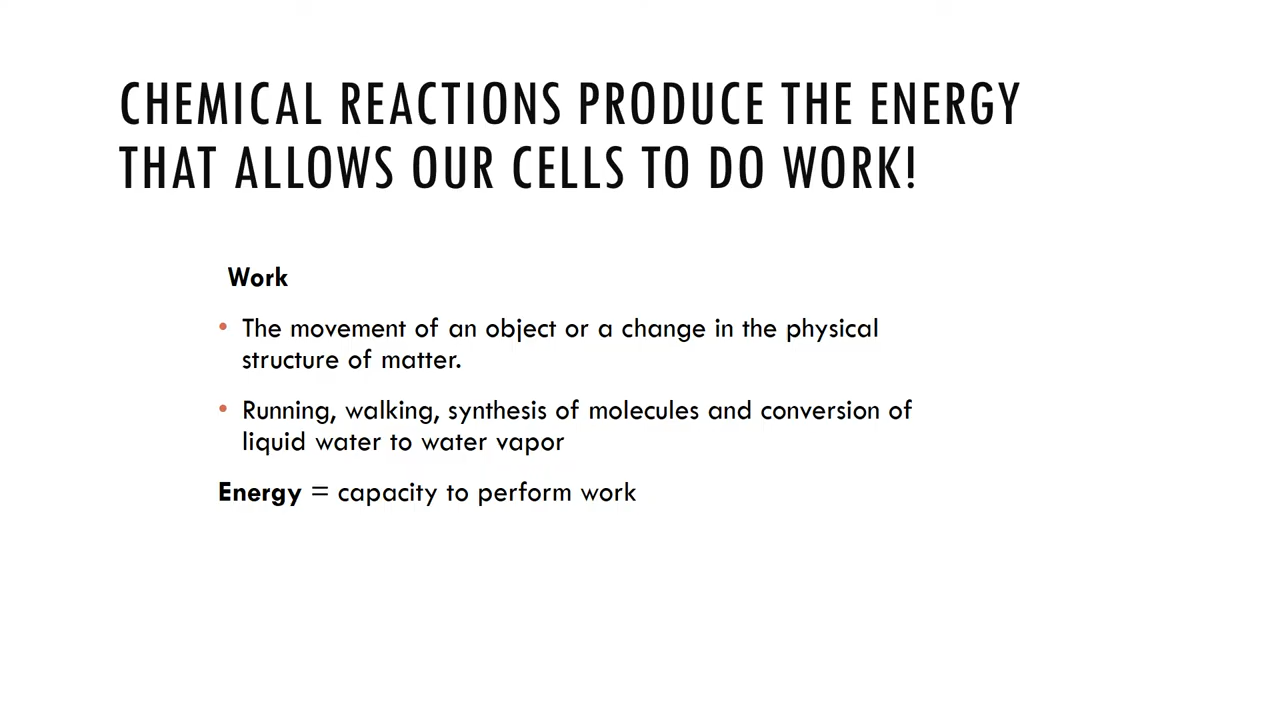 CHEMICAL REACTIONS PRODUCE THE ENERGY
THAT ALLOWS OUR CELLS TO DO WORK!
Work
• The movement of an object or a change in the physical
structure of matter.
• Running, walking, synthesis of molecules and conversion of
liquid water to water vapor
Energy = capacity to perform work